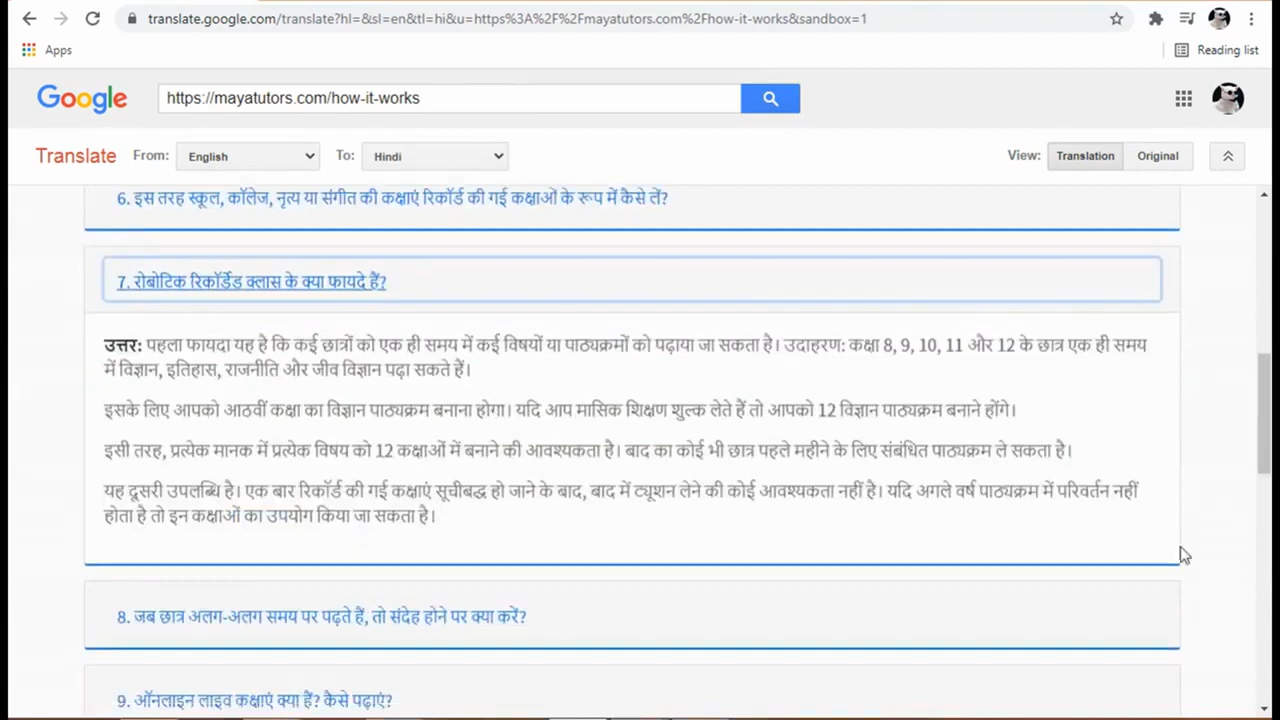 translate.google.com/translate?hl=&sl=en&tl=hi&u=https%3A%2F%2Fmayatutors.com%2Fhow-it-works&sandbox=1
Apps
Reading list
Google
https://mayatutors.com/how-it-works
Translate
From:
English
To:
Hindi
View:
Translation
Original
6. इस तरह स्कूल, कॉलेज, नृत्य या संगीत की कक्षाएं रिकॉर्ड की गई कक्षाओं के रूप में कैसे लें?
7. रोबोटिक रिकॉर्डेड क्लास के क्या फायदे हैं?
उत्तर: पहला फायदा यह है कि कई छात्रों को एक ही समय में कई विषयों या पाठ्यक्रमों को पढ़ाया जा सकता है। उदाहरण: कक्षा 8, 9, 10, 11 और 12 के छात्र एक ही समय
में विज्ञान, इतिहास, राजनीति और जीव विज्ञान पढ़ा सकते हैं।
इसके लिए आपको आठवीं कक्षा का विज्ञान पाठ्यक्रम बनाना होगा। यदि आप मासिक शिक्षण शुल्क लेते हैं तो आपको 12 विज्ञान पाठ्यक्रम बनाने होंगे।
इसी तरह, प्रत्येक मानक में प्रत्येक विषय को 12 कक्षाओं में बनाने की आवश्यकता है। बाद का कोई भी छात्र पहले महीने के लिए संबंधित पाठ्यक्रम ले सकता है।
यह दूसरी उपलब्धि है। एक बार रिकॉर्ड की गई कक्षाएं सूचीबद्ध हो जाने के बाद, बाद में ट्यूशन लेने की कोई आवश्यकता नहीं है। यदि अगले वर्ष पाठ्यक्रम में परिवर्तन नहीं
होता है तो इन कक्षाओं का उपयोग किया जा सकता है।
8. जब छात्र अलग-अलग समय पर पढ़ते हैं, तो संदेह होने पर क्या करें?
9. ऑनलाइन लाइव कक्षाएं क्या हैं? कैसे पढ़ाएं?